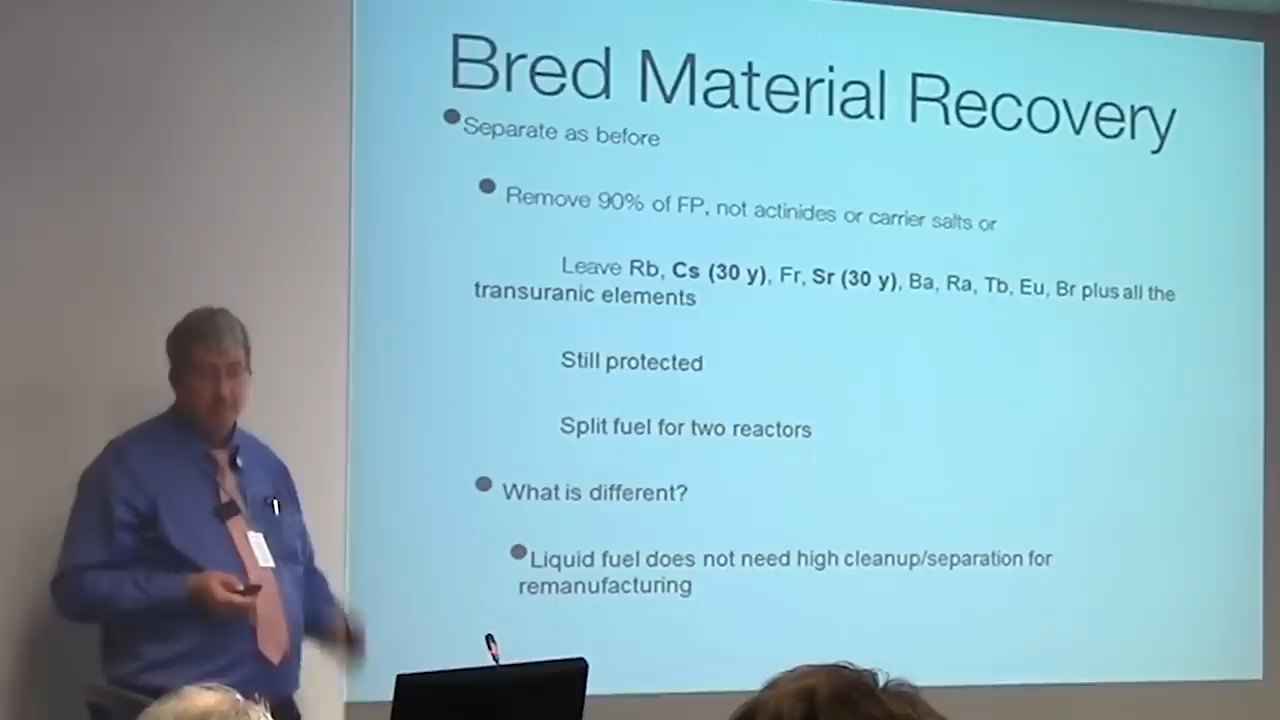 Bred Material Recovery
Separate as before
Remove 90% of FP, not actinides or carrier salts or
Leave Rb, Cs (30 y), Fr, Sr (30 y), Ba, Ra, Tb, Eu, Br plus all the
transuranic elements
Still protected
Split fuel for two reactors
What is different?
Liquid fuel does not need high cleanup/separation for
remanufacturing